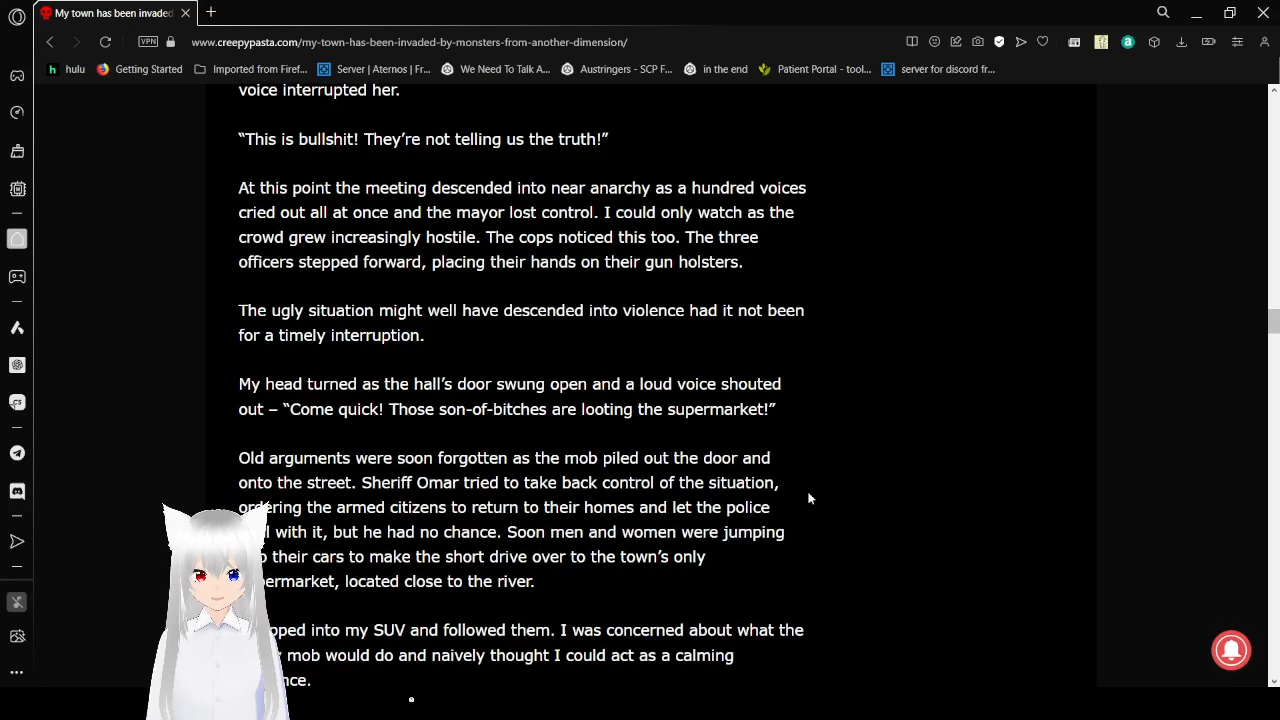 My town has been invaded
VPN
www.creepypasta.com/my-town-has-been-invaded-by-monsters-from-another-dimension/
hulu
Getting Started
Imported from Firef...
Server | Aternos | Fr...
We Need To Talk A...
Austringers - SCP F...
in the end
Patient Portal - tool...
server for discord fr...
voice interrupted her.
“This is bullshit! They’re not telling us the truth!”
At this point the meeting descended into near anarchy as a hundred voices
cried out all at once and the mayor lost control. I could only watch as the
crowd grew increasingly hostile. The cops noticed this too. The three
officers stepped forward, placing their hands on their gun holsters.
The ugly situation might well have descended into violence had it not been
for a timely interruption.
My head turned as the hall’s door swung open and a loud voice shouted
out – “Come quick! Those son-of-bitches are looting the supermarket!”
Old arguments were soon forgotten as the mob piled out the door and
onto the street. Sheriff Omar tried to take back control of the situation,
ordering the armed citizens to return to their homes and let the police
with it, but he had no chance. Soon men and women were jumping
their cars to make the short drive over to the town’s only
located close to the river.
into my SUV and followed them. I was concerned about what the
mob would do and naively thought I could act as a calming